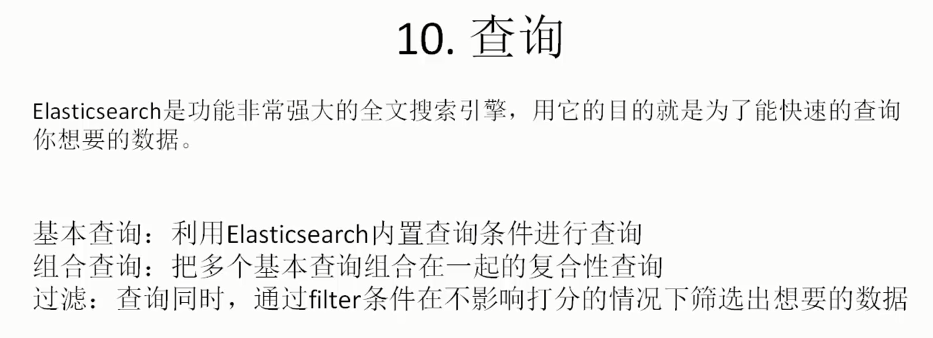 10. 查询
Elasticsearch是功能非常强大的全文搜索引擎，用它的目的就是为了能快速的查询
你想要的数据。
基本查询：利用Elasticsearch内置查询条件进行查询
组合查询：把多个基本查询组合在一起的复合性查询
过滤：查询同时，通过filter条件在不影响打分的情况下筛选出想要的数据